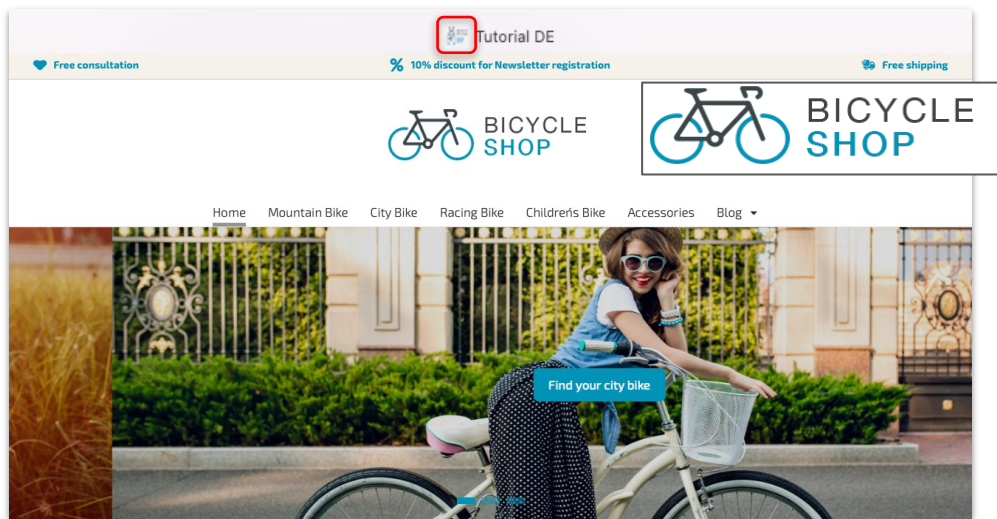 Tutorial DE
Free consultation
10% discount for Newsletter registration
Free shipping
BICYCLE
SHOP
BICYCLE
SHOP
Home Mountain Bike City Bike Racing Bike Childreńs Bike Accessories Blog
Find your city bike